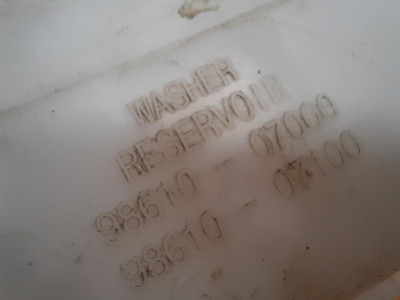 WASHER
RESERVOIR
98610 - 07000
98610 - 07100